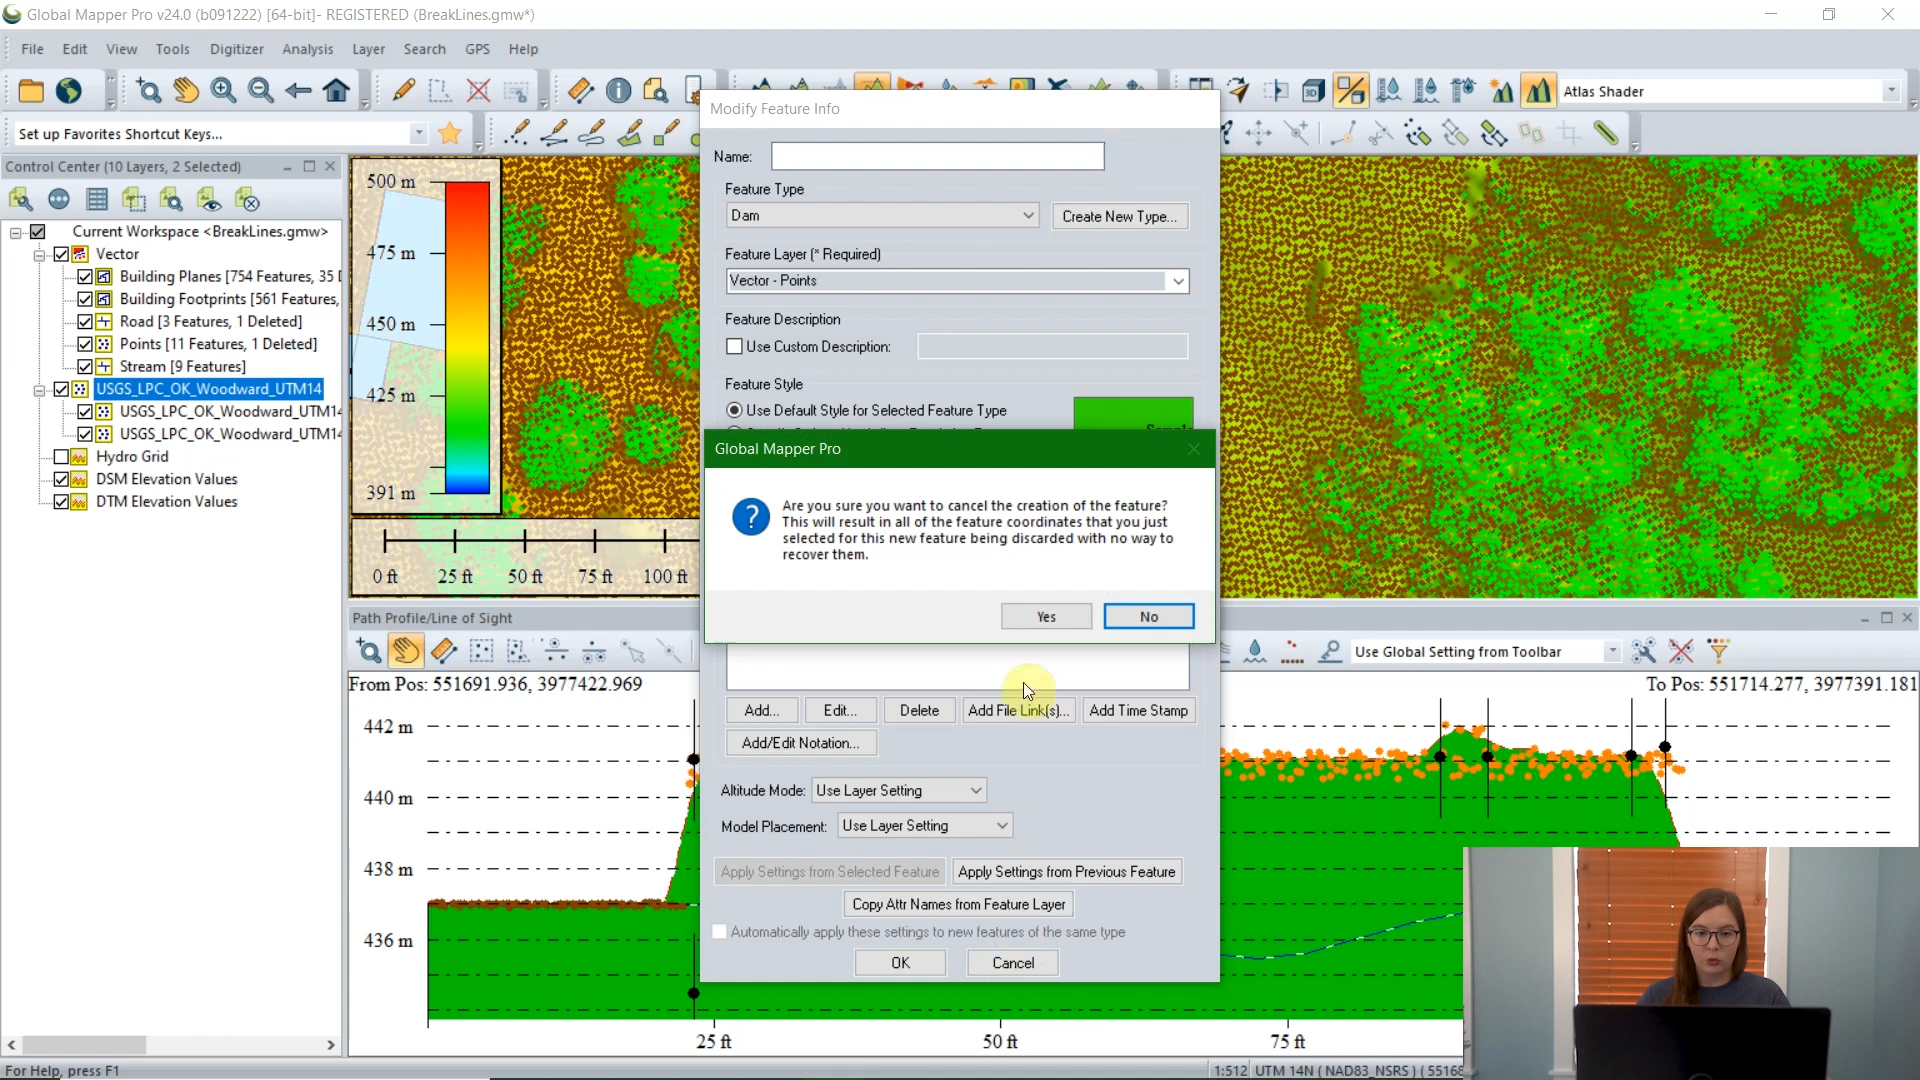 Global Mapper Pro v24.0 (b091222) [64-bit]- REGISTERED (BreakLines.gmw*)
File Edit View Tools Digitizer Analysis Layer Search GPS Help
Atlas Shader
Set up Favorites Shortcut Keys...
Control Center (10 Layers, 2 Selected)
Current Workspace <BreakLines.gmw>
Vector
Building Planes [754 Features, 35
Building Footprints [561 Features,
Road [3 Features, 1 Deleted]
Points [11 Features, 1 Deleted]
Stream [9 Features]
USGS_LPC_OK_Woodward_UTM14
USGS_LPC_OK_Woodward_UTM14
USGS_LPC_OK_Woodward_UTM14
Hydro Grid
DSM Elevation Values
DTM Elevation Values
500 m
475 m
450 m
425 m
391 m
0 ft 25 ft 50 ft 75 ft 100 ft
Modify Feature Info
Name:
Feature Type
Dam
Create New Type...
Feature Layer (* Required)
Vector - Points
Feature Description
Use Custom Description:
Feature Style
Use Default Style for Selected Feature Type
Global Mapper Pro
Are you sure you want to cancel the creation of the feature?
This will result in all of the feature coordinates that you just
selected for this new feature being discarded with no way to
recover them.
Yes No
Add... Edit... Delete Add File Link(s)... Add Time Stamp
Add/Edit Notation...
Altitude Mode: Use Layer Setting
Model Placement: Use Layer Setting
Apply Settings from Selected Feature Apply Settings from Previous Feature
Copy Attr Names from Feature Layer
Automatically apply these settings to new features of the same type
OK Cancel
Path Profile/Line of Sight
Use Global Setting from Toolbar
From Pos: 551691.936, 3977422.969
To Pos: 551714.277, 3977391.181
442 m
440 m
438 m
436 m
25 ft 50 ft 75 ft
For Help, press F1
1:512 UTM 14N ( NAD83_NSRS ) ( 55168